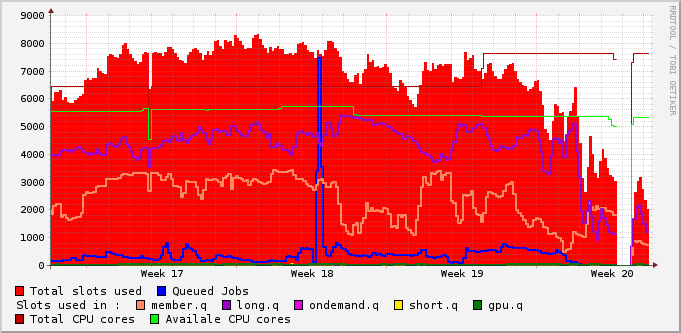 9000
8000
7000
6000
5000
4000
3000
2000
1000
0
Week 17 Week 18 Week 19 Week 20
Total slots used Queued Jobs
Slots used in : member.q long.q ondemand.q short.q gpu.q
Total CPU cores Availale CPU cores
RRDTOOL / TOBI OETIKER